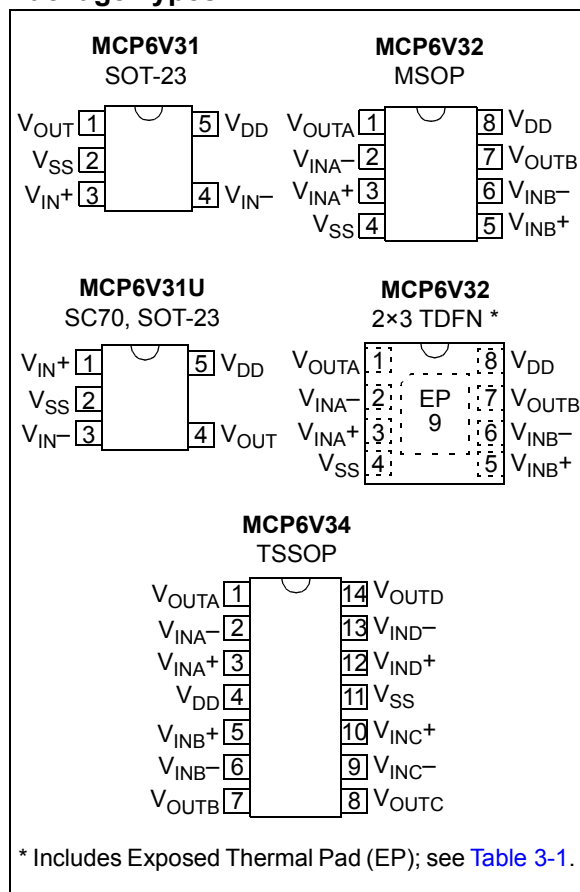 MCP6V31
SOT-23
VOUT 1
5 VDD
VSS 2
VIN+ 3
4 VIN–
MCP6V32
MSOP
VOUTA 1
8 VDD
VINA– 2
7 VOUTB
VINA+ 3
6 VINB–
VSS 4
5 VINB+
MCP6V31U
SC70, SOT-23
VIN+ 1
5 VDD
VSS 2
VIN– 3
4 VOUT
MCP6V32
2×3 TDFN *
VOUTA 1
8 VDD
VINA– 2
EP
9
7 VOUTB
VINA+ 3
6 VINB–
VSS 4
5 VINB+
MCP6V34
TSSOP
VOUTA 1
14 VOUTD
VINA– 2
13 VIND–
VINA+ 3
12 VIND+
VDD 4
11 VSS
VINB+ 5
10 VINC+
VINB– 6
9 VINC–
VOUTB 7
8 VOUTC
* Includes Exposed Thermal Pad (EP); see Table 3-1.